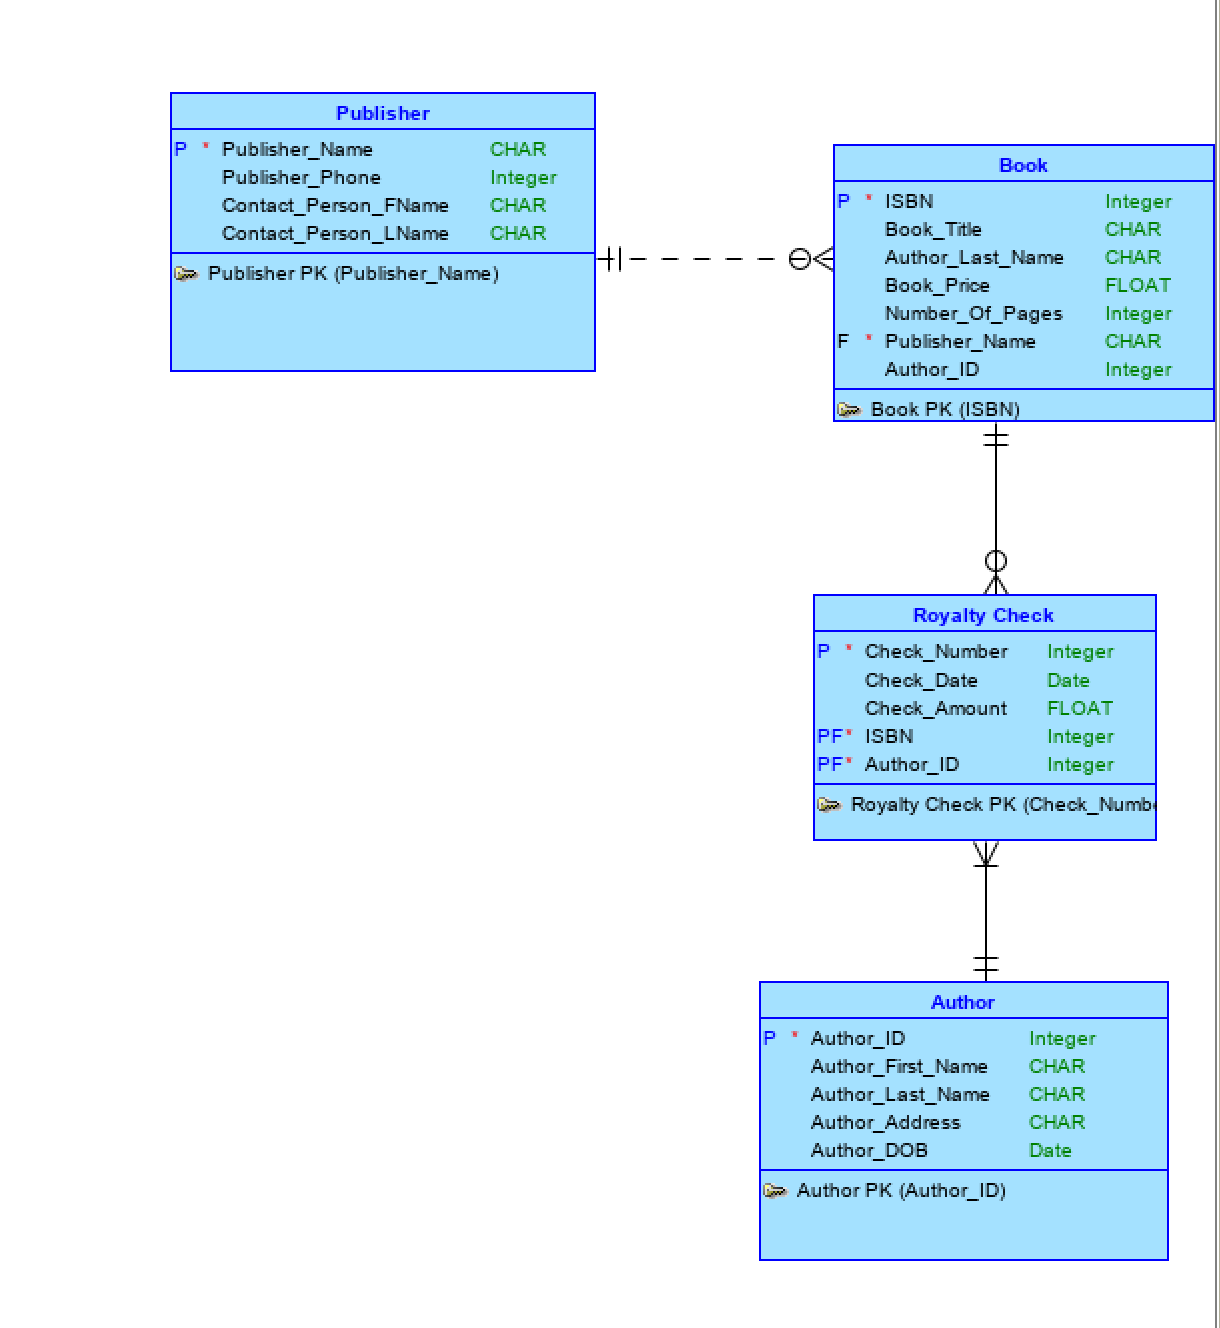 Publisher
P * Publisher_Name CHAR
Publisher_Phone Integer
Contact_Person_FName CHAR
Contact_Person_LName CHAR
Publisher PK (Publisher_Name)
Book
P * ISBN Integer
Book_Title CHAR
Author_Last_Name CHAR
Book_Price FLOAT
Number_Of_Pages Integer
F * Publisher_Name CHAR
Author_ID Integer
Book PK (ISBN)
Royalty Check
P * Check_Number Integer
Check_Date Date
Check_Amount FLOAT
PF* ISBN Integer
PF* Author_ID Integer
Royalty Check PK (Check_Numb
Author
P * Author_ID Integer
Author_First_Name CHAR
Author_Last_Name CHAR
Author_Address CHAR
Author_DOB Date
Author PK (Author_ID)